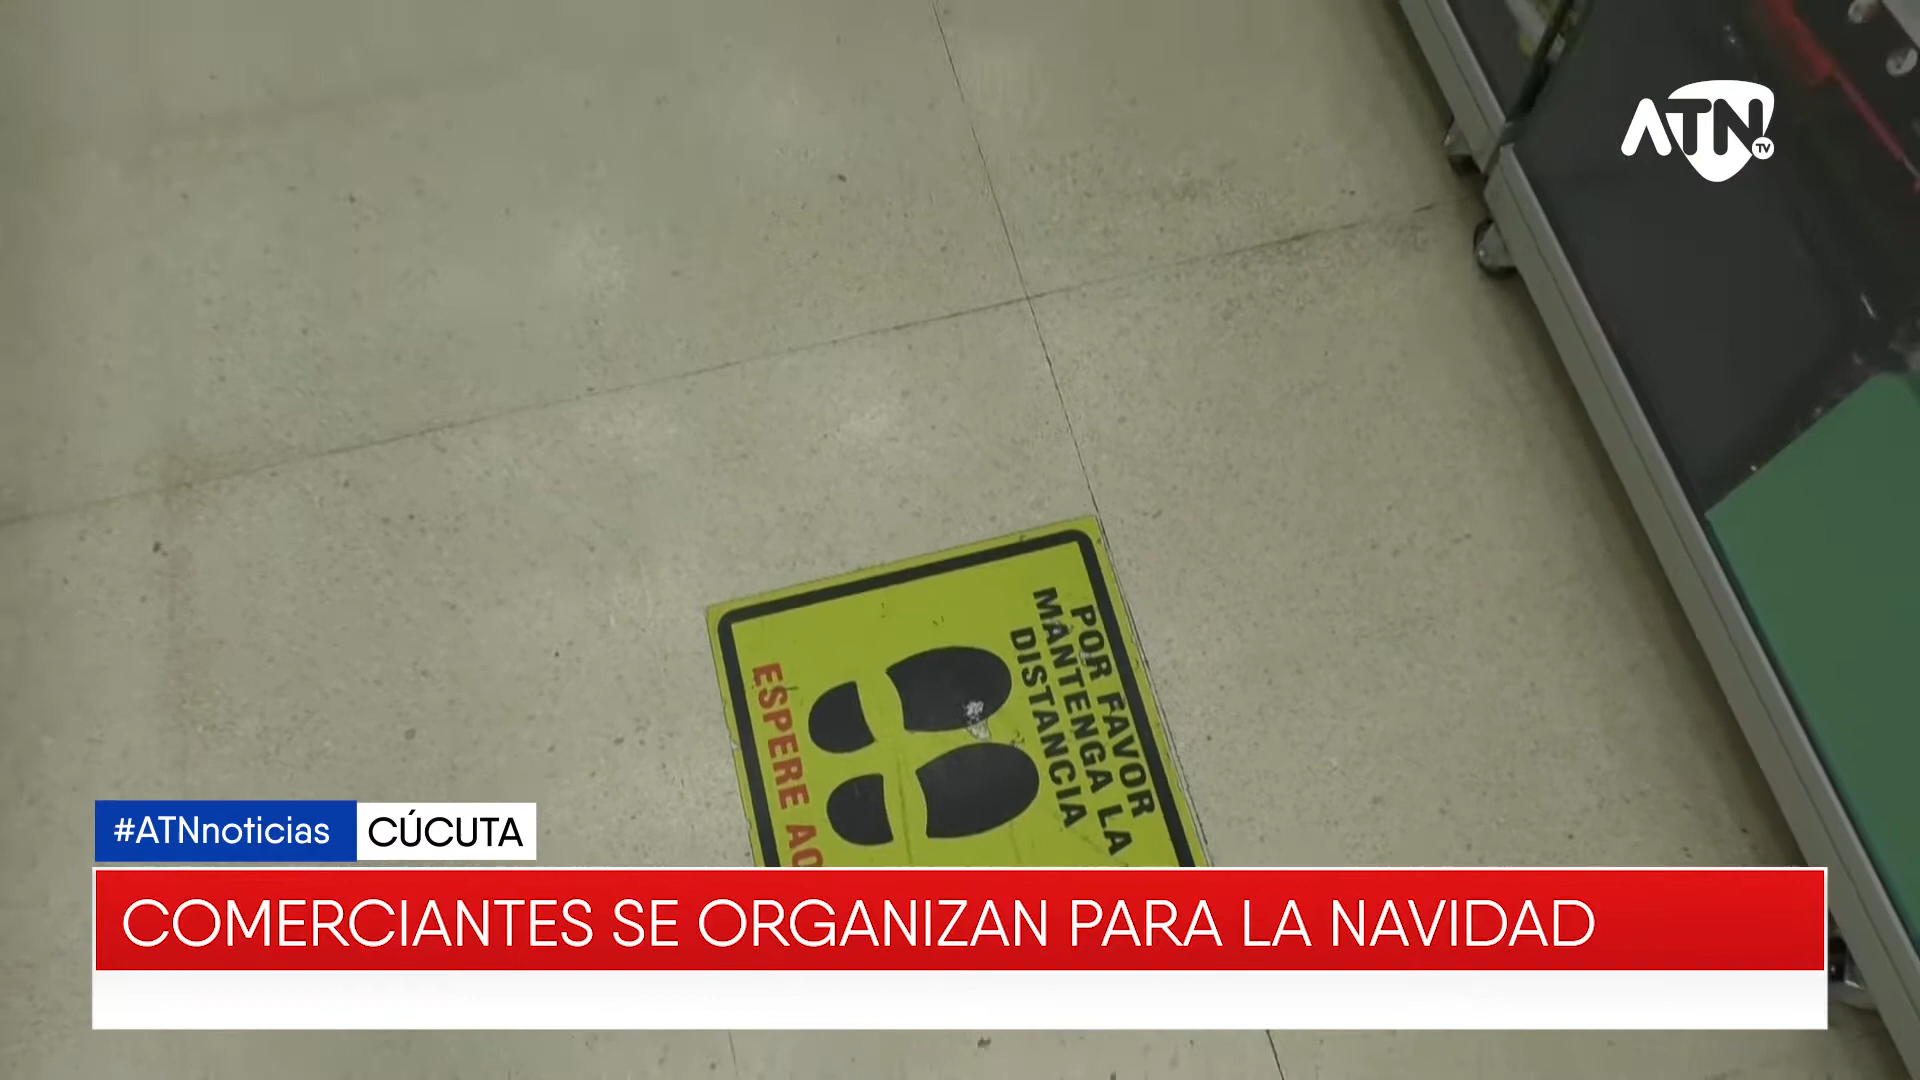 ATN
TV
POR FAVOR
MANTENGA LA
DISTANCIA
ESPERE
#ATNnoticias
CÚCUTA
COMERCIANTES SE ORGANIZAN PARA LA NAVIDAD